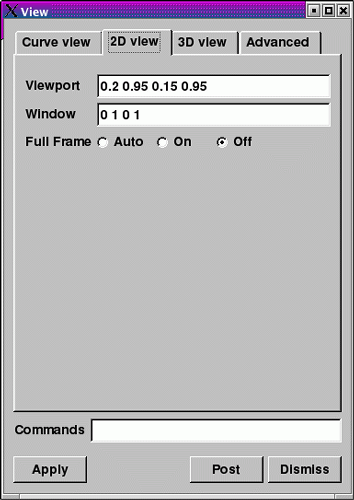 View
Curve view 2D view 3D view Advanced
Viewport 0.2 0.95 0.15 0.95
Window 0 1 0 1
Full Frame Auto On Off
Commands
Apply Post Dismiss